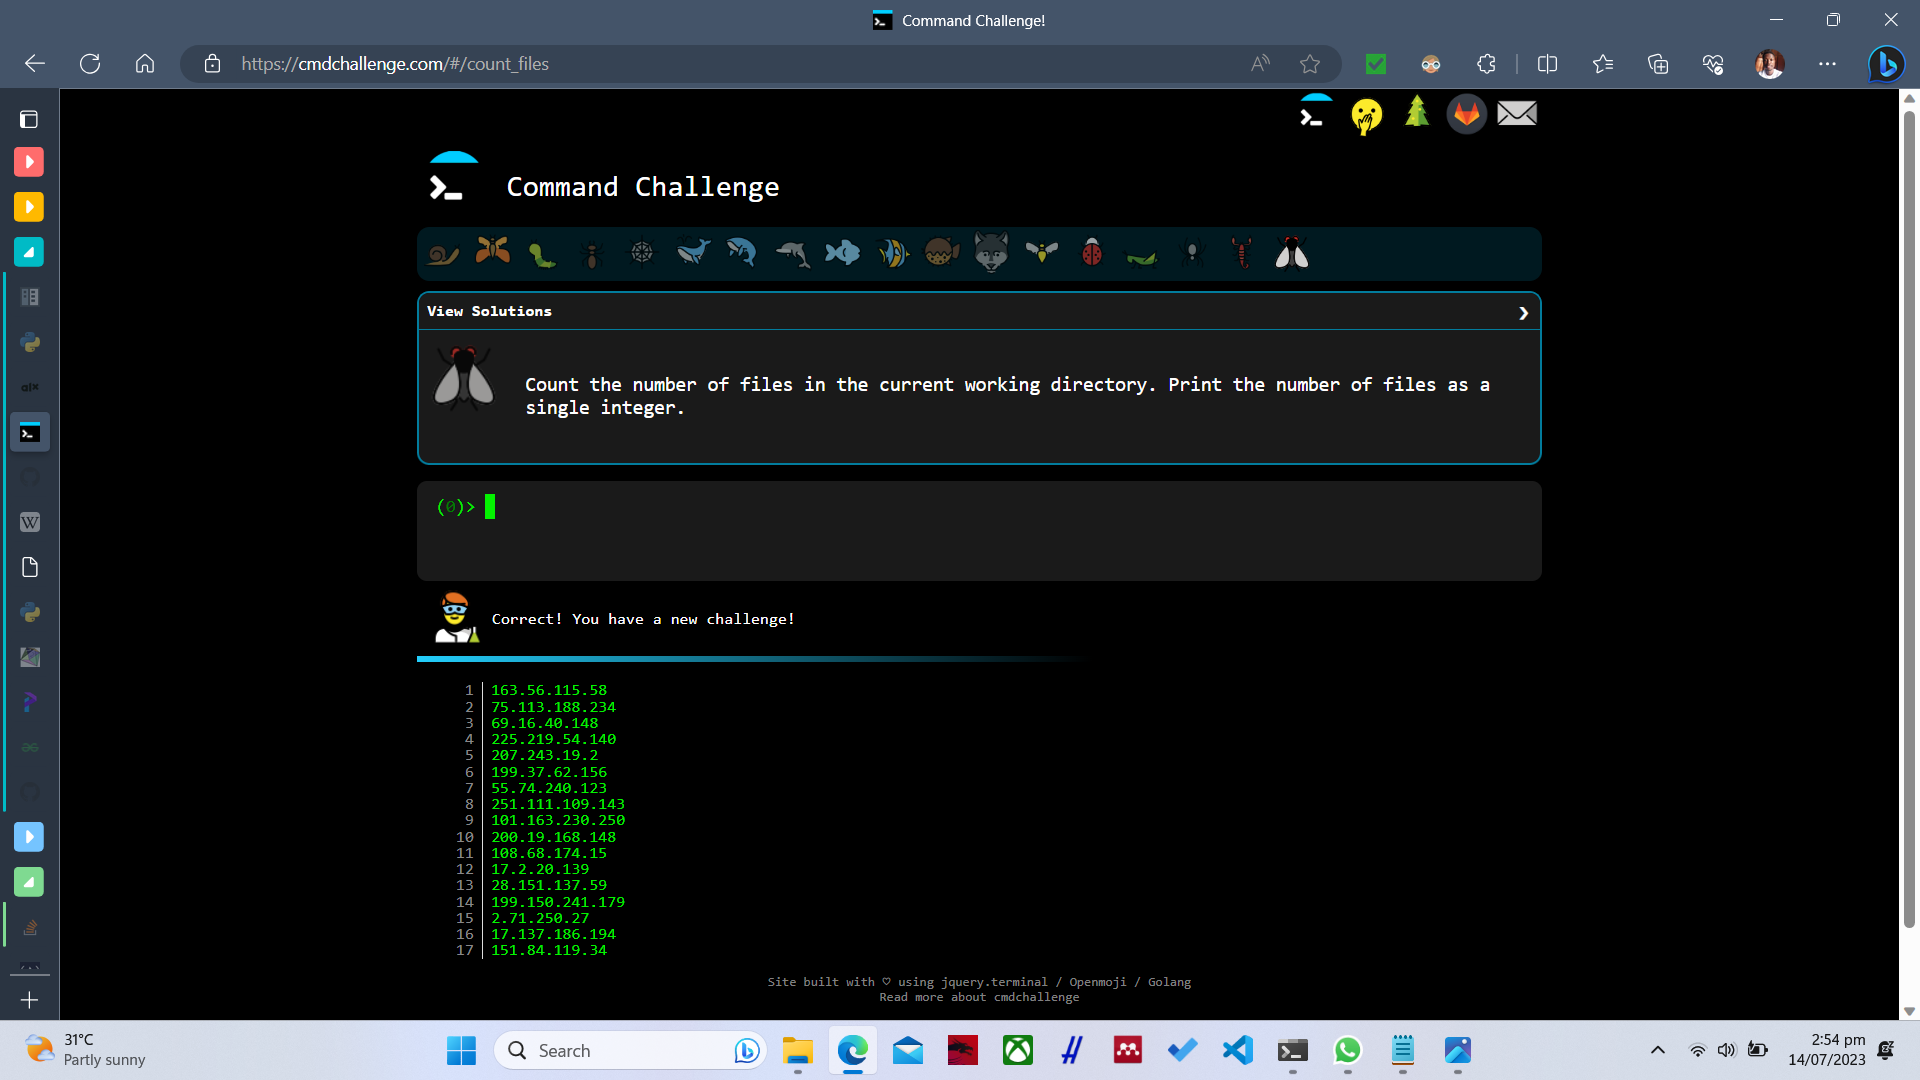 Command Challenge!
https://cmdchallenge.com/#/count_files
Command Challenge
View Solutions
Count the number of files in the current working directory. Print the number of files as a
single integer.
(0)>
Correct! You have a new challenge!
1 163.56.115.58
2 75.113.188.234
3 69.16.40.148
4 225.219.54.140
5 207.243.19.2
6 199.37.62.156
7 55.74.240.123
8 251.111.109.143
9 101.163.230.250
10 200.19.168.148
11 108.68.174.15
12 17.2.20.139
13 28.151.137.59
14 199.150.241.179
15 2.71.250.27
16 17.137.186.194
17 151.84.119.34
Site built with ♡ using jquery.terminal / Openmoji / Golang
Read more about cmdchallenge
31°C
Partly sunny
Search
2:54 pm
14/07/2023